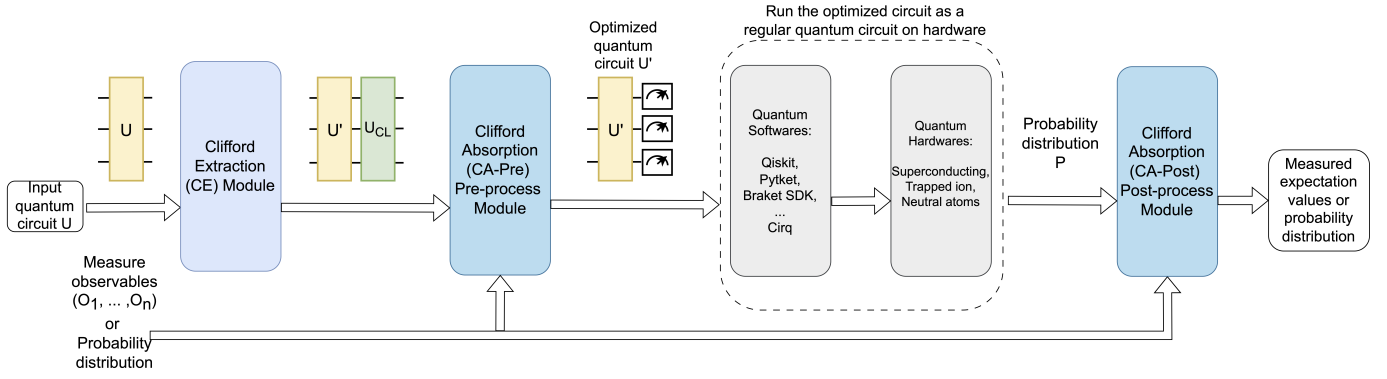 Input
quantum
circuit U
U
Clifford
Extraction
(CE) Module
U'
U_CL
Clifford
Absorption
(CA-Pre)
Pre-process
Module
Optimized
quantum
circuit U'
U'
Run the optimized circuit as a
regular quantum circuit on hardware
Quantum
Softwares:
Qiskit,
Pytket,
Braket SDK,
...
Cirq
Quantum
Hardwares:
Superconducting,
Trapped ion,
Neutral atoms
Probability
distribution
P
Clifford
Absorption
(CA-Post)
Post-process
Module
Measured
expectation
values or
probability
distribution
Measure
observables
(O₁, ... ,Oₙ)
or
Probability
distribution